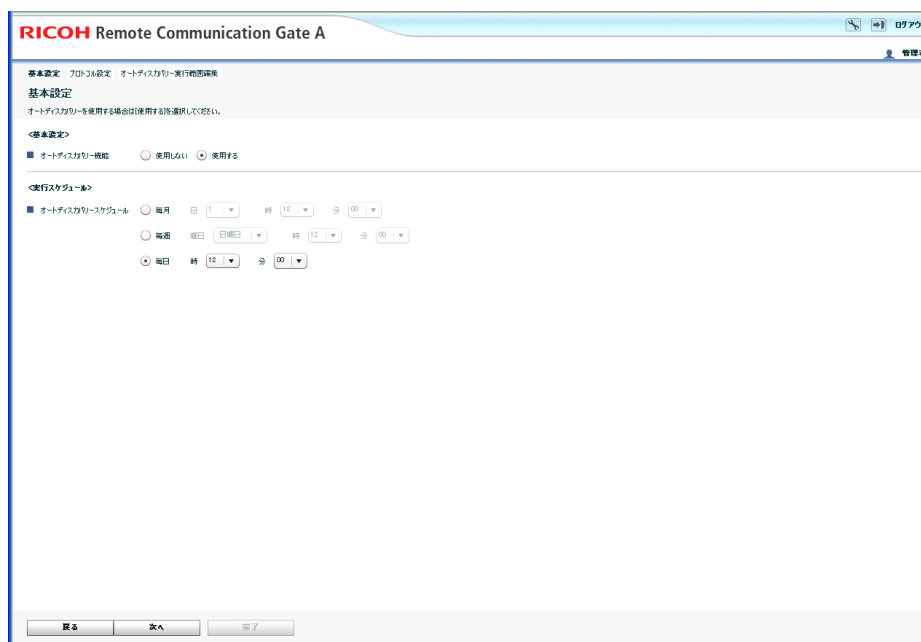 RICOH Remote Communication Gate A
ログアウ
管理者
基本設定 プロトコル設定 オートディスカバリー実行範囲編集
基本設定
オートディスカバリーを使用する場合は[使用する]を選択してください。
<基本設定>
オートディスカバリー機能 使用しない 使用する
<実行スケジュール>
オートディスカバリースケジュール 毎月 日 1 時 12 分 00
毎週 曜日 日曜日 時 12 分 00
毎日 時 12 分 00
戻る 次へ 完了